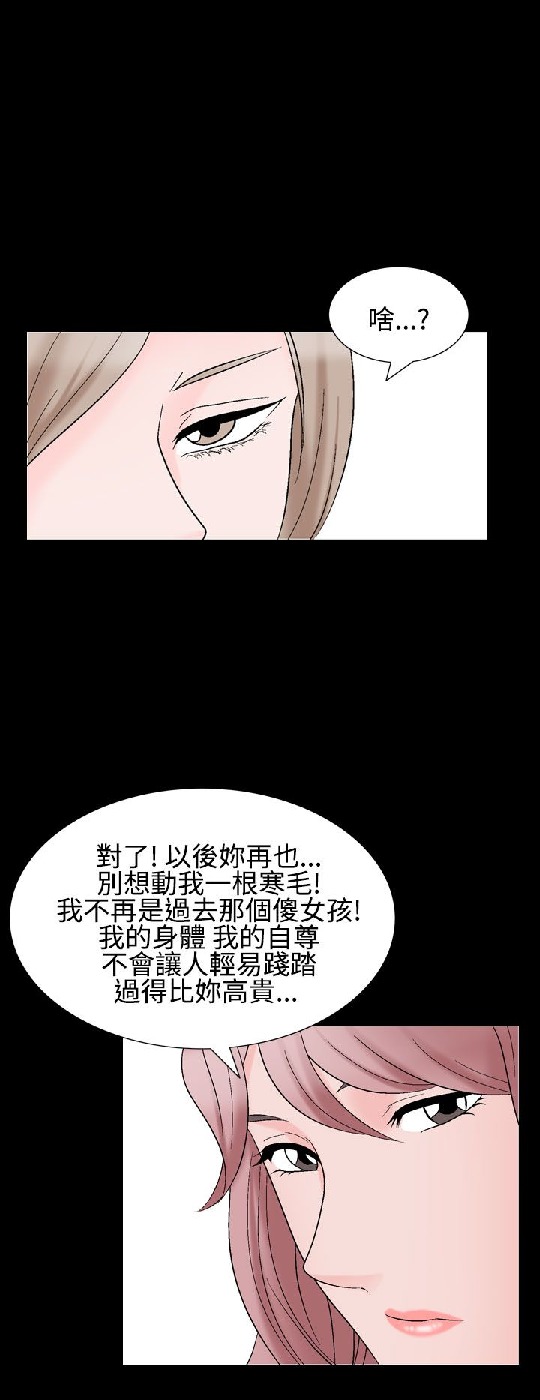 啥...?
對了! 以後妳再也...
別想動我一根寒毛!
我不再是過去那個傻女孩!
我的身體 我的自尊
不會讓人輕易踐踏
過得比妳高貴...